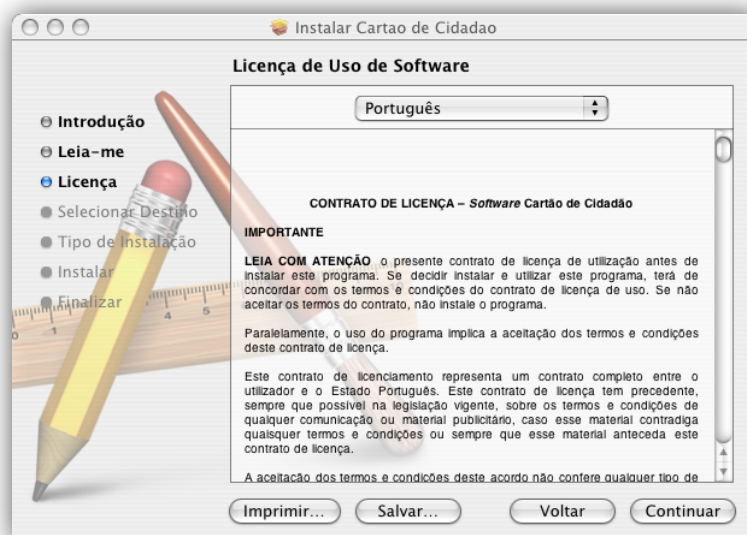 Instalar Cartao de Cidadao
Licença de Uso de Software
Introdução
Leia-me
Licença
Selecionar Destino
Tipo de Instalação
Instalar
Finalizar
Português
CONTRATO DE LICENÇA – Software Cartão de Cidadão
IMPORTANTE
LEIA COM ATENÇÃO o presente contrato de licença de utilização antes de
instalar este programa. Se decidir instalar e utilizar este programa, terá de
concordar com os termos e condições do contrato de licença de uso. Se não
aceitar os termos do contrato, não instale o programa.
Paralelamente, o uso do programa implica a aceitação dos termos e condições
deste contrato de licença.
Este contrato de licenciamento representa um contrato completo entre o
utilizador e o Estado Português. Este contrato de licença tem precedente,
sempre que possível na legislação vigente, sobre os termos e condições de
qualquer comunicação ou material publicitário, caso esse material contradiga
quaisquer termos e condições ou sempre que esse material anteceda este
contrato de licença.
A aceitação dos termos e condições deste acordo não confere qualquer tipo de
0 1 4 5
Imprimir...
Salvar...
Voltar
Continuar